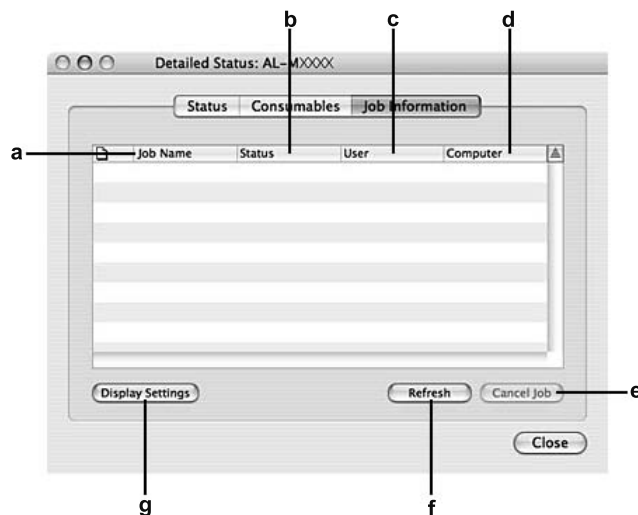 b c d
Detailed Status: AL-MXXXX
Status Consumables Job Information
a Job Name Status User Computer
Display Settings Refresh Cancel Job e
Close
g f